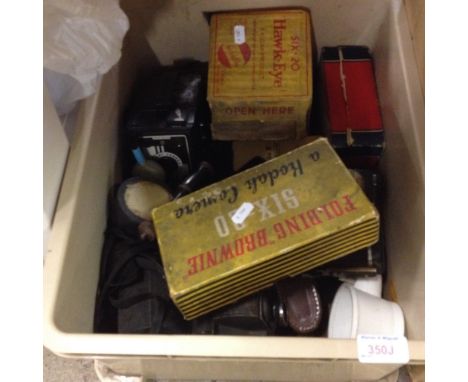 SIX-20
Hawk-Eye
OPEN HERE
a Kodak Camera
SIX-20
FOLDING "BROWNIE"
350J